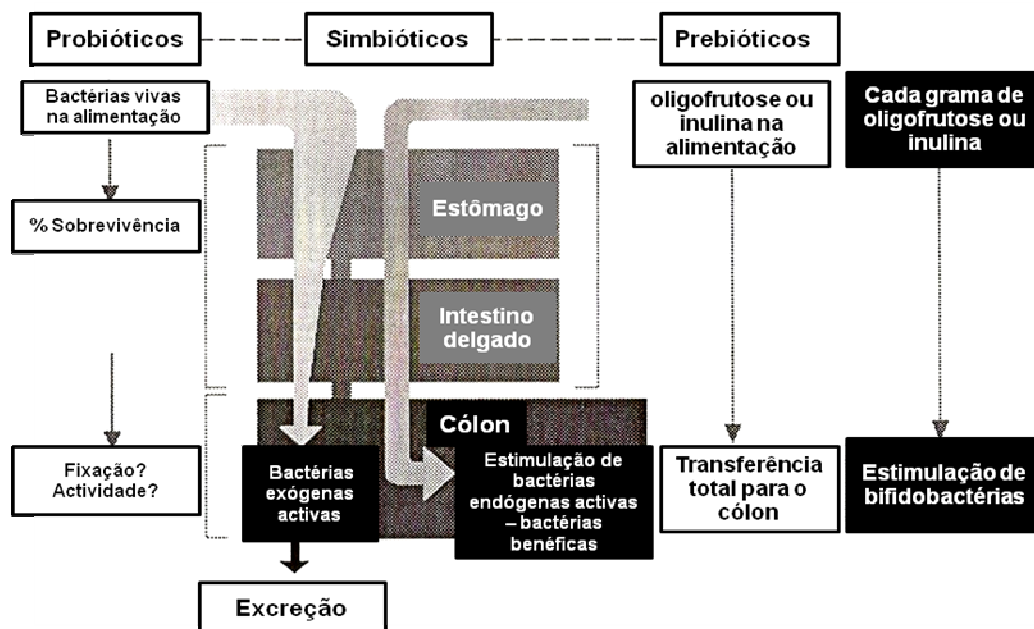 Probióticos
Simbióticos
Prebióticos
Bactérias vivas
na alimentação
oligofrutose ou
inulina na
alimentação
Cada grama de
oligofrutose ou
inulina
% Sobrevivência
Estômago
Intestino
delgado
Cólon
Fixação?
Actividade?
Bactérias
exógenas
activas
Estimulação de
bactérias
endógenas activas
– bactérias
benéficas
Transferência
total para o
cólon
Estimulação de
bifidobactérias
Excreção